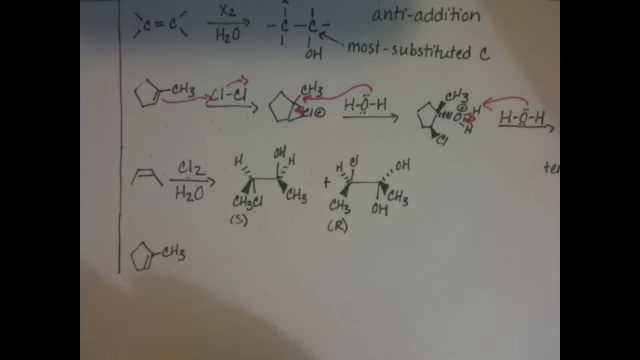 C=C X2 H2O -C-C- OH anti-addition
most-substituted C
CH3 Cl-Cl CH3 Cl⊕ H-Ö-H CH3 ⊕O H H Cl H-Ö-H
Cl2 H2O H CH3 Cl OH H CH3 + H Cl CH3 OH OH CH3
(S) (R)
CH3